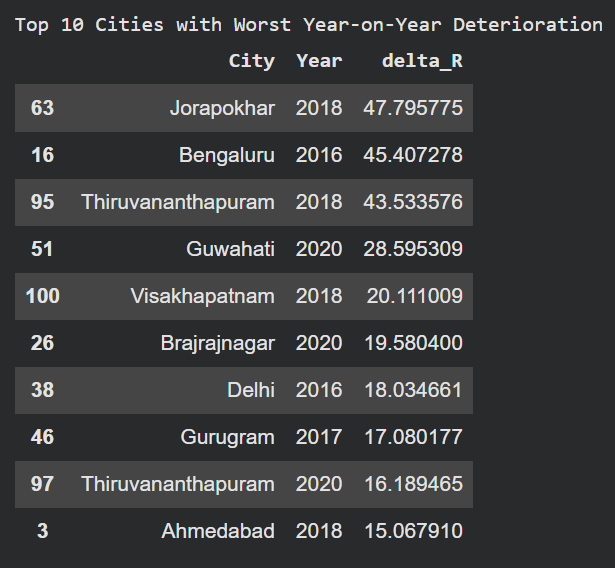 Top 10 Cities with Worst Year-on-Year Deterioration
City Year delta_R
63 Jorapokhar 2018 47.795775
16 Bengaluru 2016 45.407278
95 Thiruvananthapuram 2018 43.533576
51 Guwahati 2020 28.595309
100 Visakhapatnam 2018 20.111009
26 Brajrajnagar 2020 19.580400
38 Delhi 2016 18.034661
46 Gurugram 2017 17.080177
97 Thiruvananthapuram 2020 16.189465
3 Ahmedabad 2018 15.067910